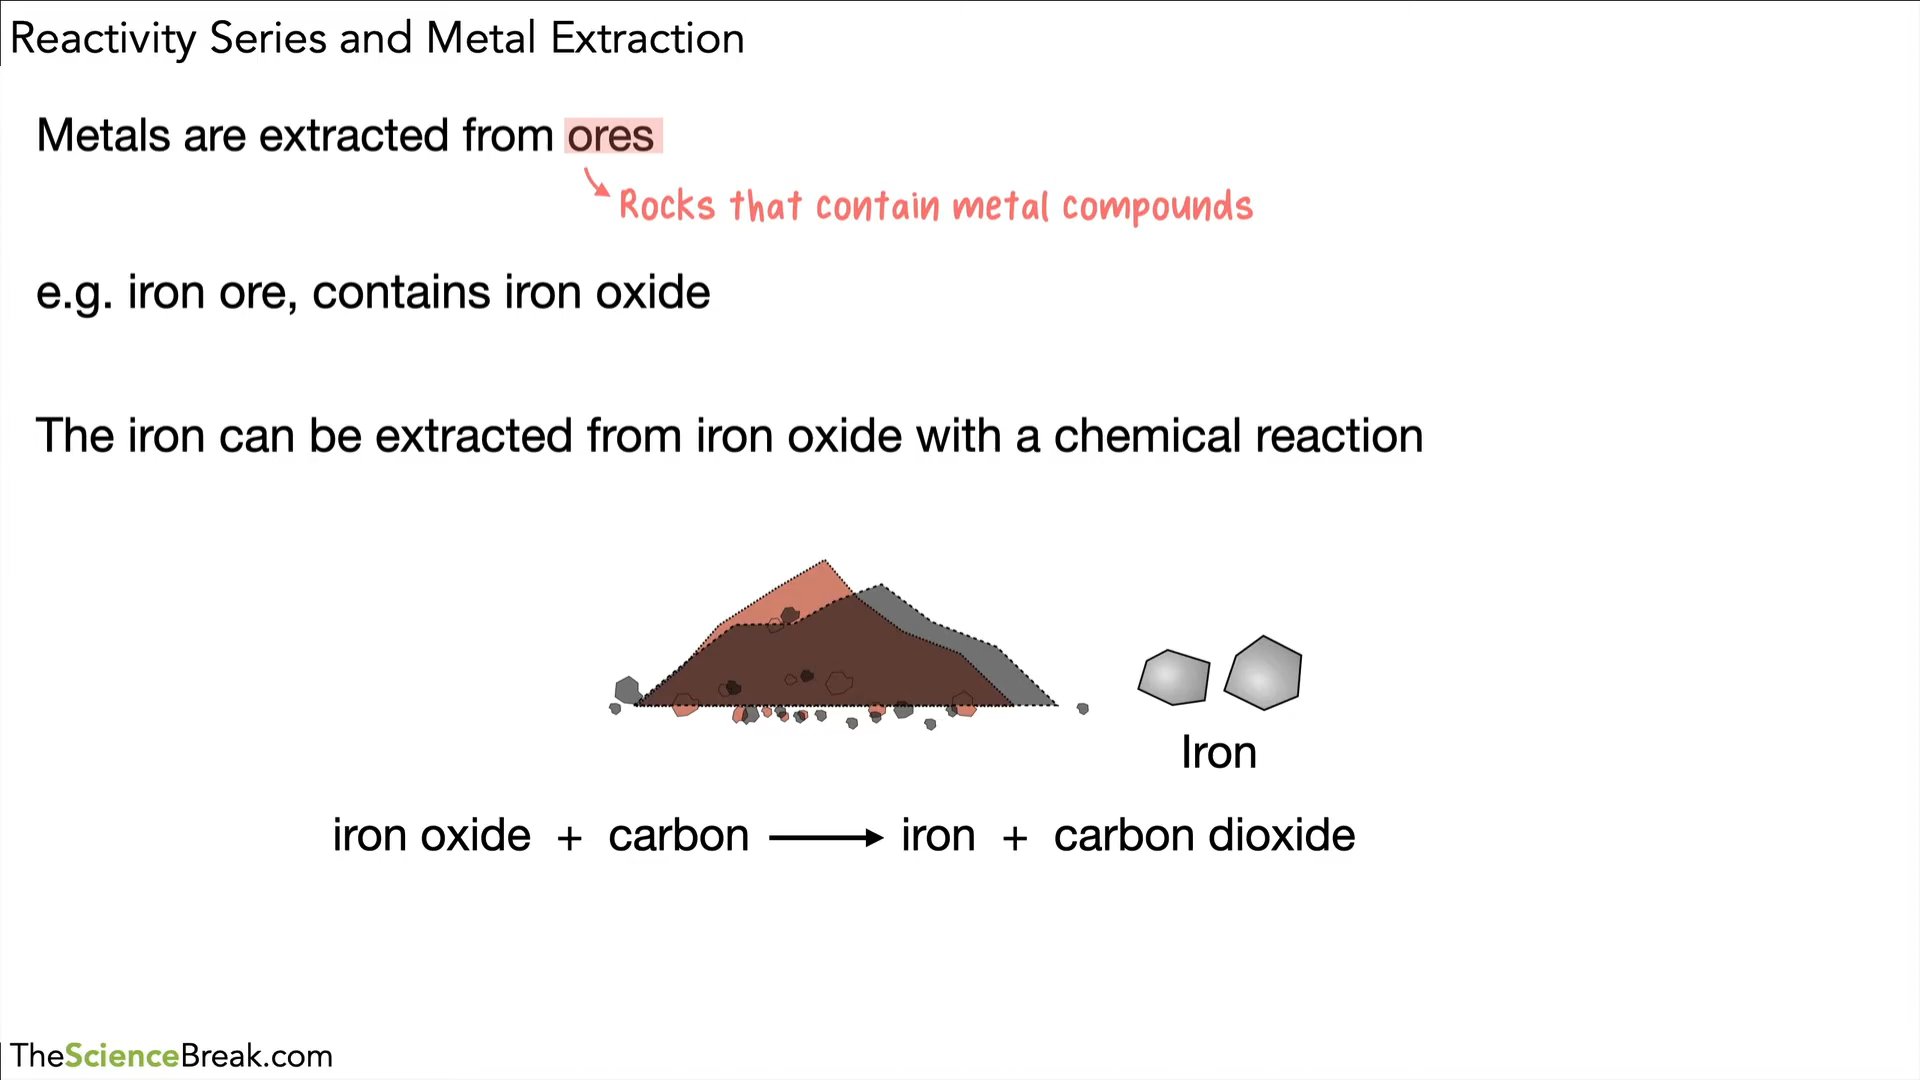 Reactivity Series and Metal Extraction
Metals are extracted from ores
Rocks that contain metal compounds
e.g. iron ore, contains iron oxide
The iron can be extracted from iron oxide with a chemical reaction
Iron
iron oxide + carbon ⟶ iron + carbon dioxide
TheScienceBreak.com